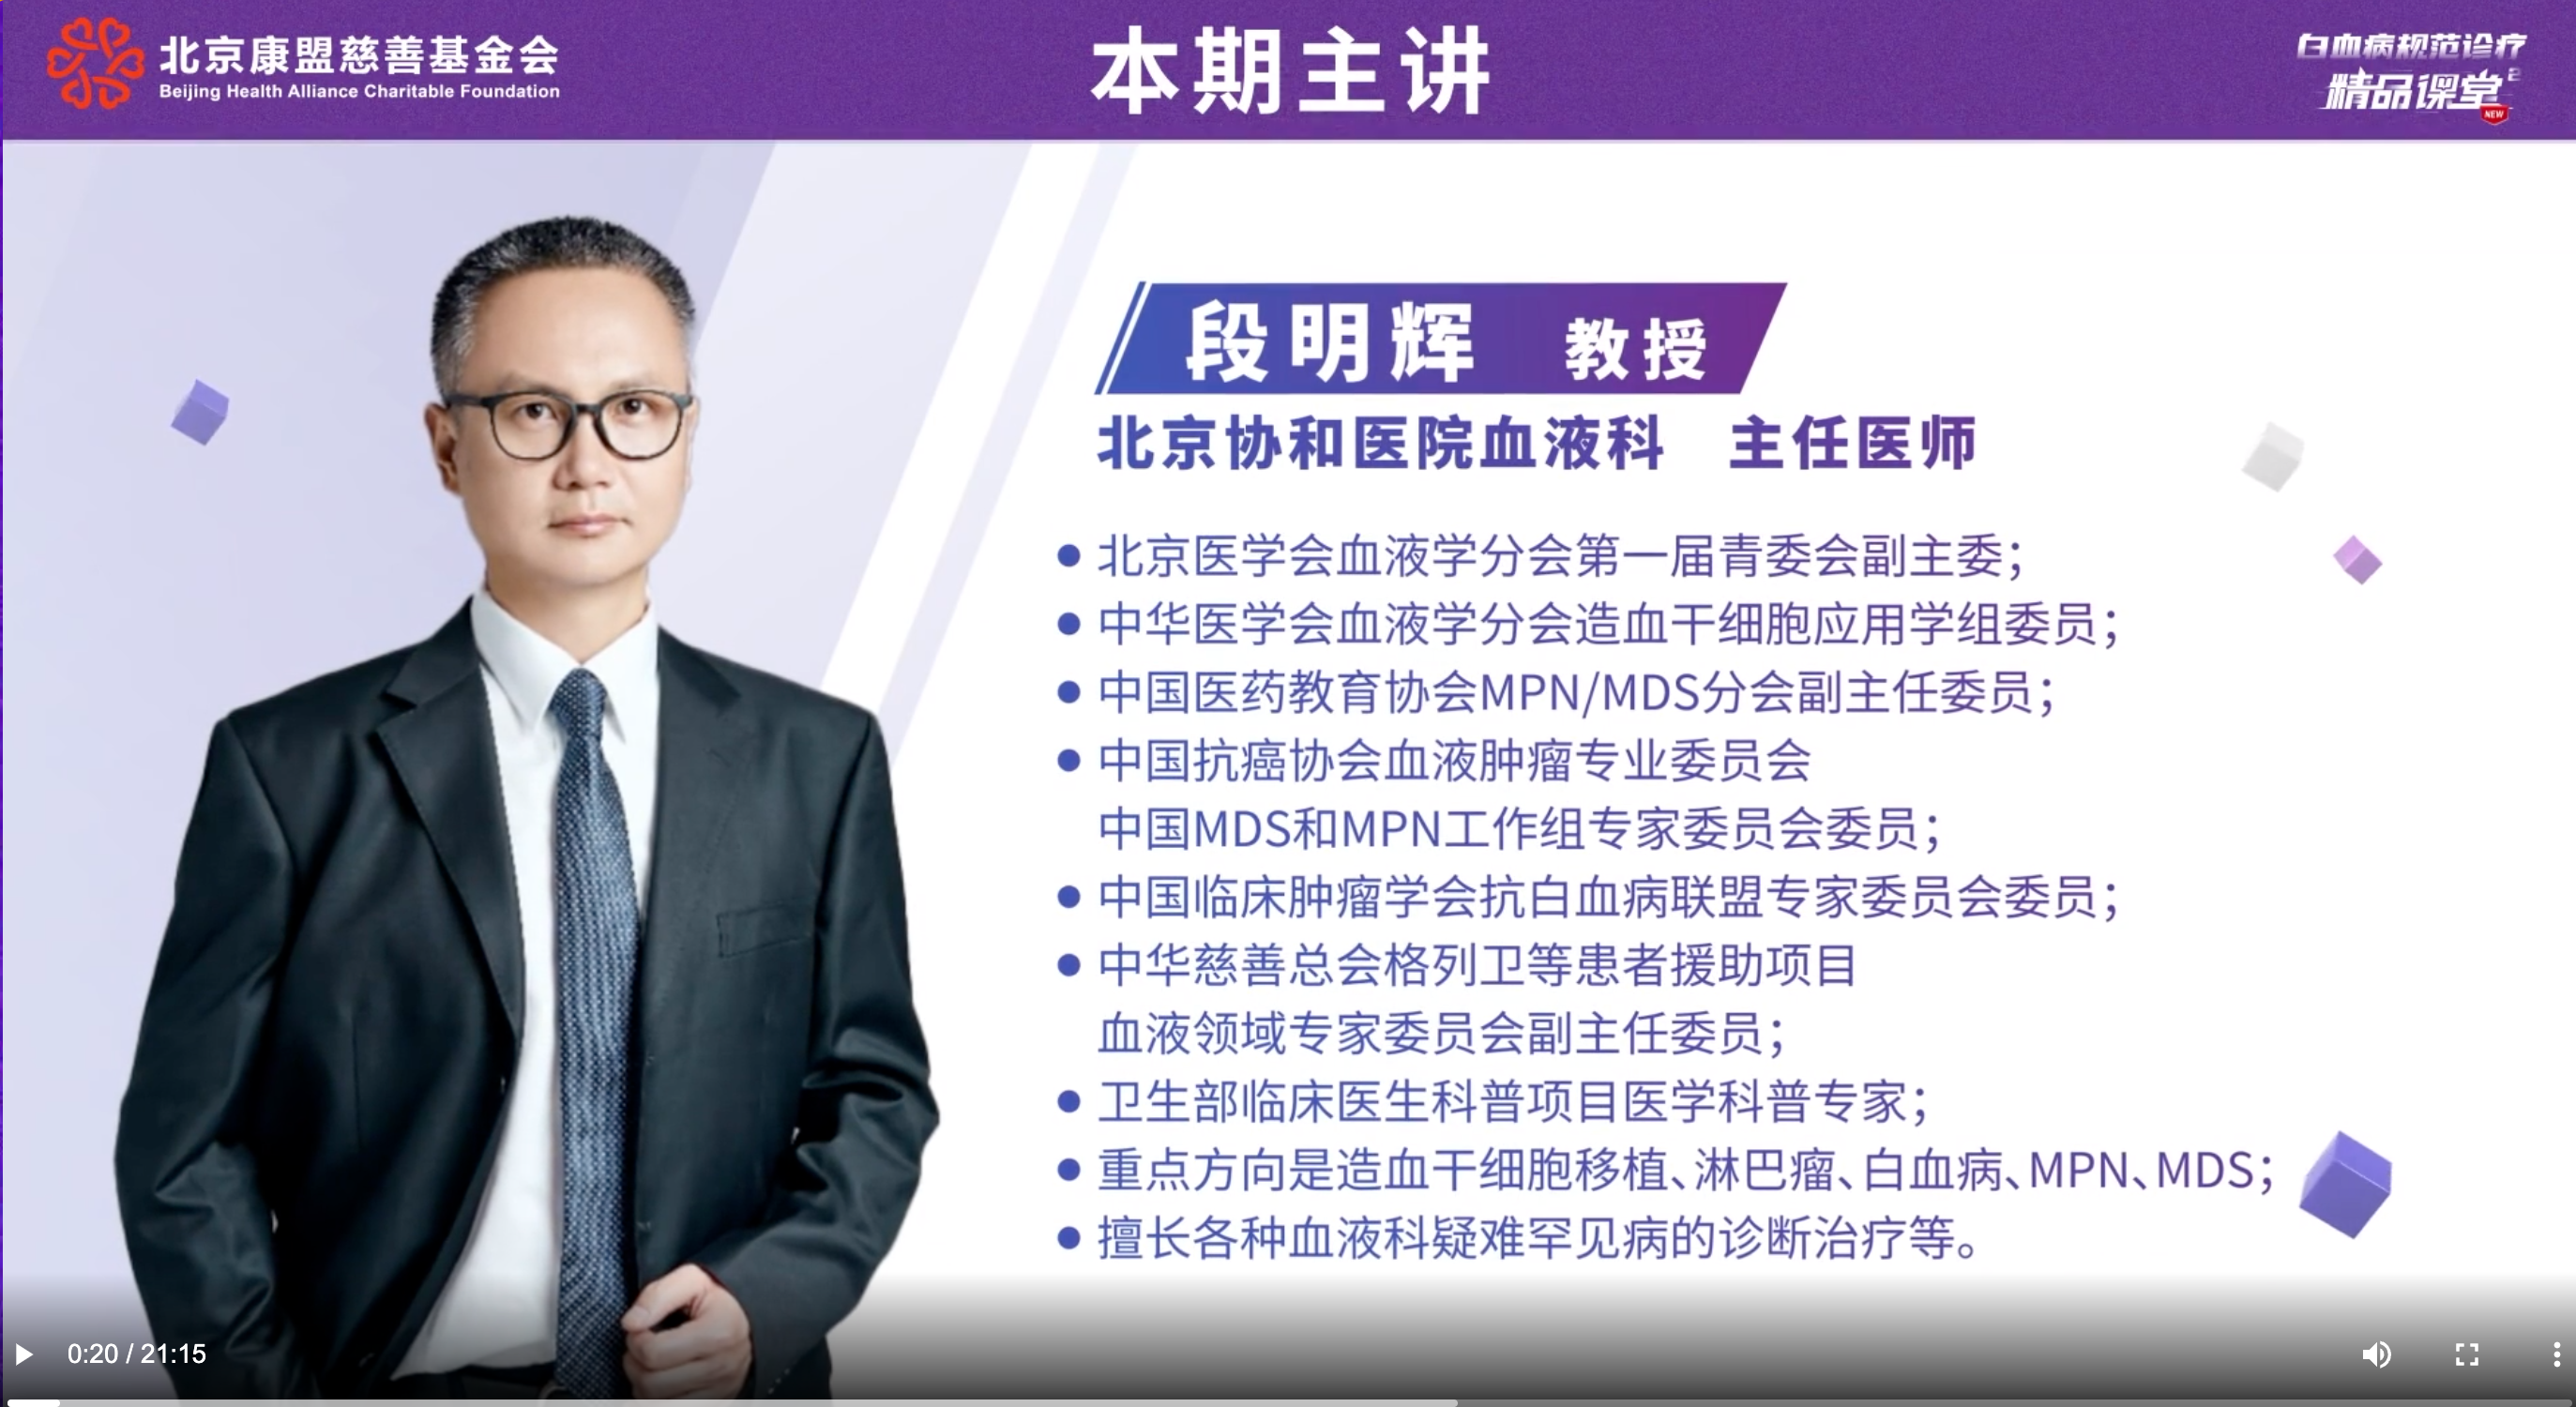 北京康盟慈善基金会
Beijing Health Alliance Charitable Foundation
本期主讲
白血病规范诊疗
精品课堂2
NEW
段明辉 教授
北京协和医院血液科 主任医师
● 北京医学会血液学分会第一届青委会副主委；
● 中华医学会血液学分会造血干细胞应用学组委员；
● 中国医药教育协会MPN/MDS分会副主任委员；
● 中国抗癌协会血液肿瘤专业委员会
中国MDS和MPN工作组专家委员会委员；
● 中国临床肿瘤学会抗白血病联盟专家委员会委员；
● 中华慈善总会格列卫等患者援助项目
血液领域专家委员会副主任委员；
● 卫生部临床医生科普项目医学科普专家；
● 重点方向是造血干细胞移植、淋巴瘤、白血病、MPN、MDS；
● 擅长各种血液科疑难罕见病的诊断治疗等。
0:20 / 21:15